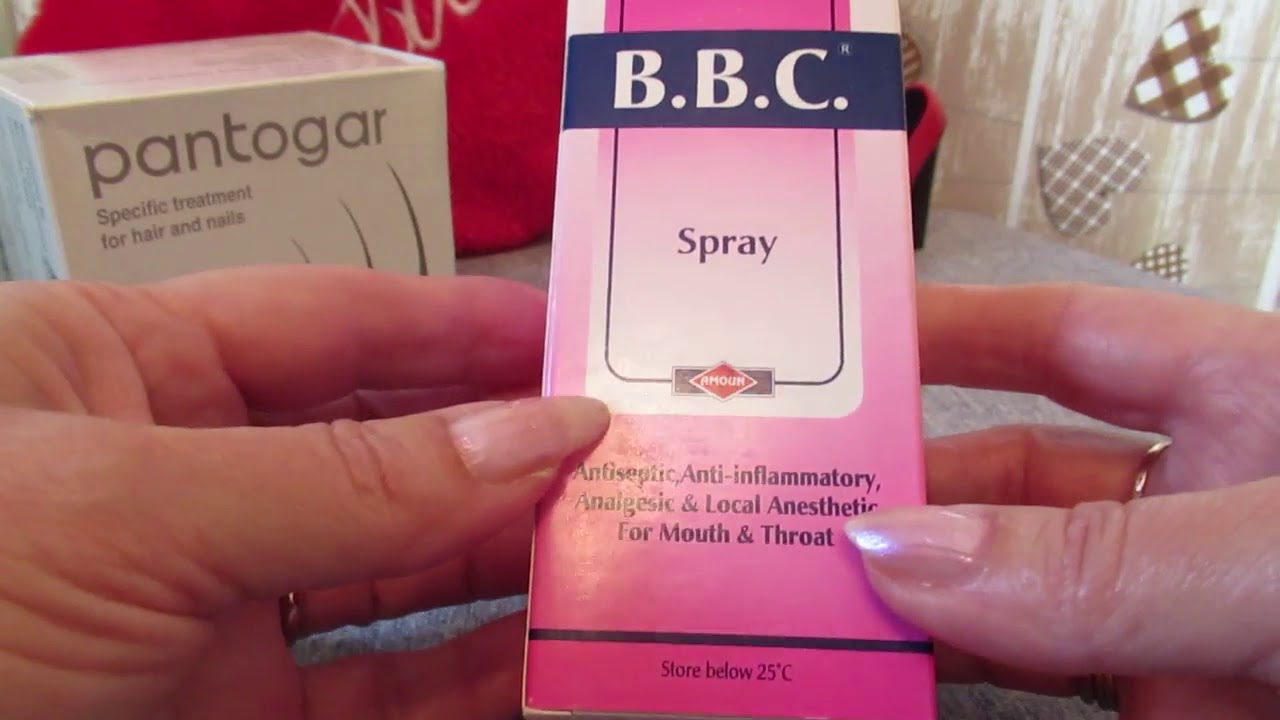 pantogar
Specific treatment
for hair and nails
B.B.C.®
Spray
AMOUN
Antiseptic,Anti-inflammatory,
Analgesic & Local Anesthetic
For Mouth & Throat
Store below 25°C